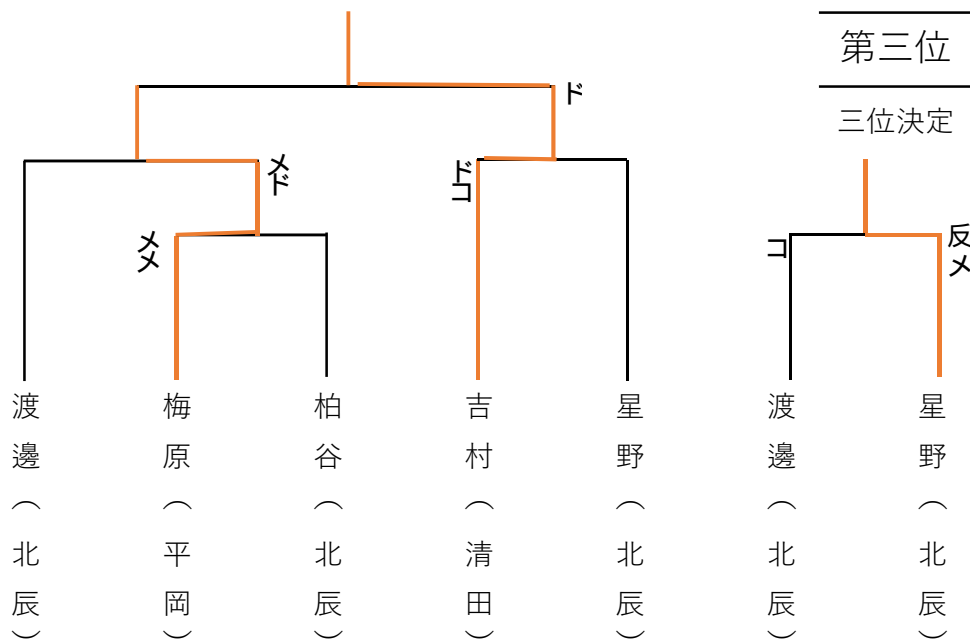 第三位
三位決定
ド
メド
ドコ
メメ
コ
反メ
渡邊（北辰）
梅原（平岡）
柏谷（北辰）
吉村（清田）
星野（北辰）
渡邊（北辰）
星野（北辰）